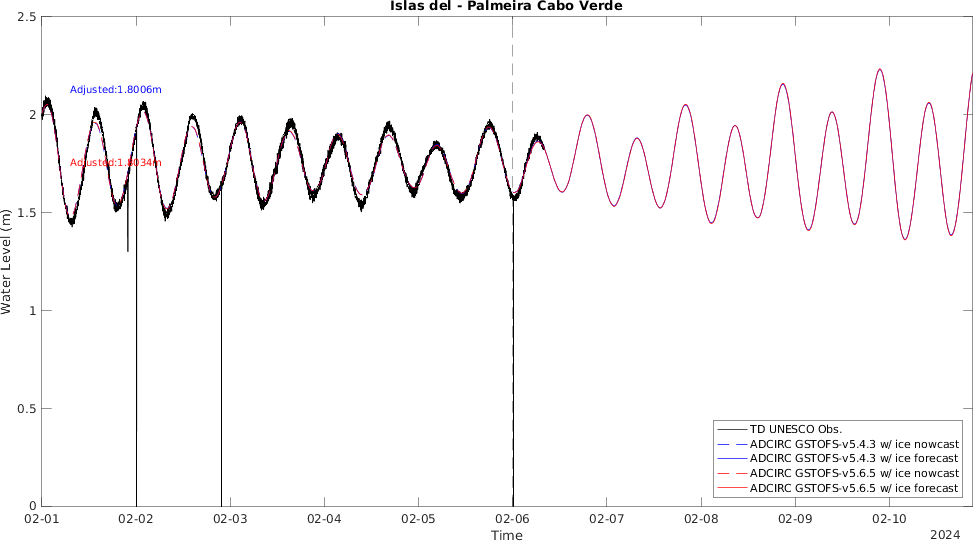 Islas del - Palmeira Cabo Verde
2.5
2
1.5
1
0.5
0
Water Level (m)
Adjusted:1.8006m
Adjusted:1.8034m
TD UNESCO Obs.
ADCIRC GSTOFS-v5.4.3 w/ ice nowcast
ADCIRC GSTOFS-v5.4.3 w/ ice forecast
ADCIRC GSTOFS-v5.6.5 w/ ice nowcast
ADCIRC GSTOFS-v5.6.5 w/ ice forecast
02-01 02-02 02-03 02-04 02-05 02-06 02-07 02-08 02-09 02-10
Time
2024